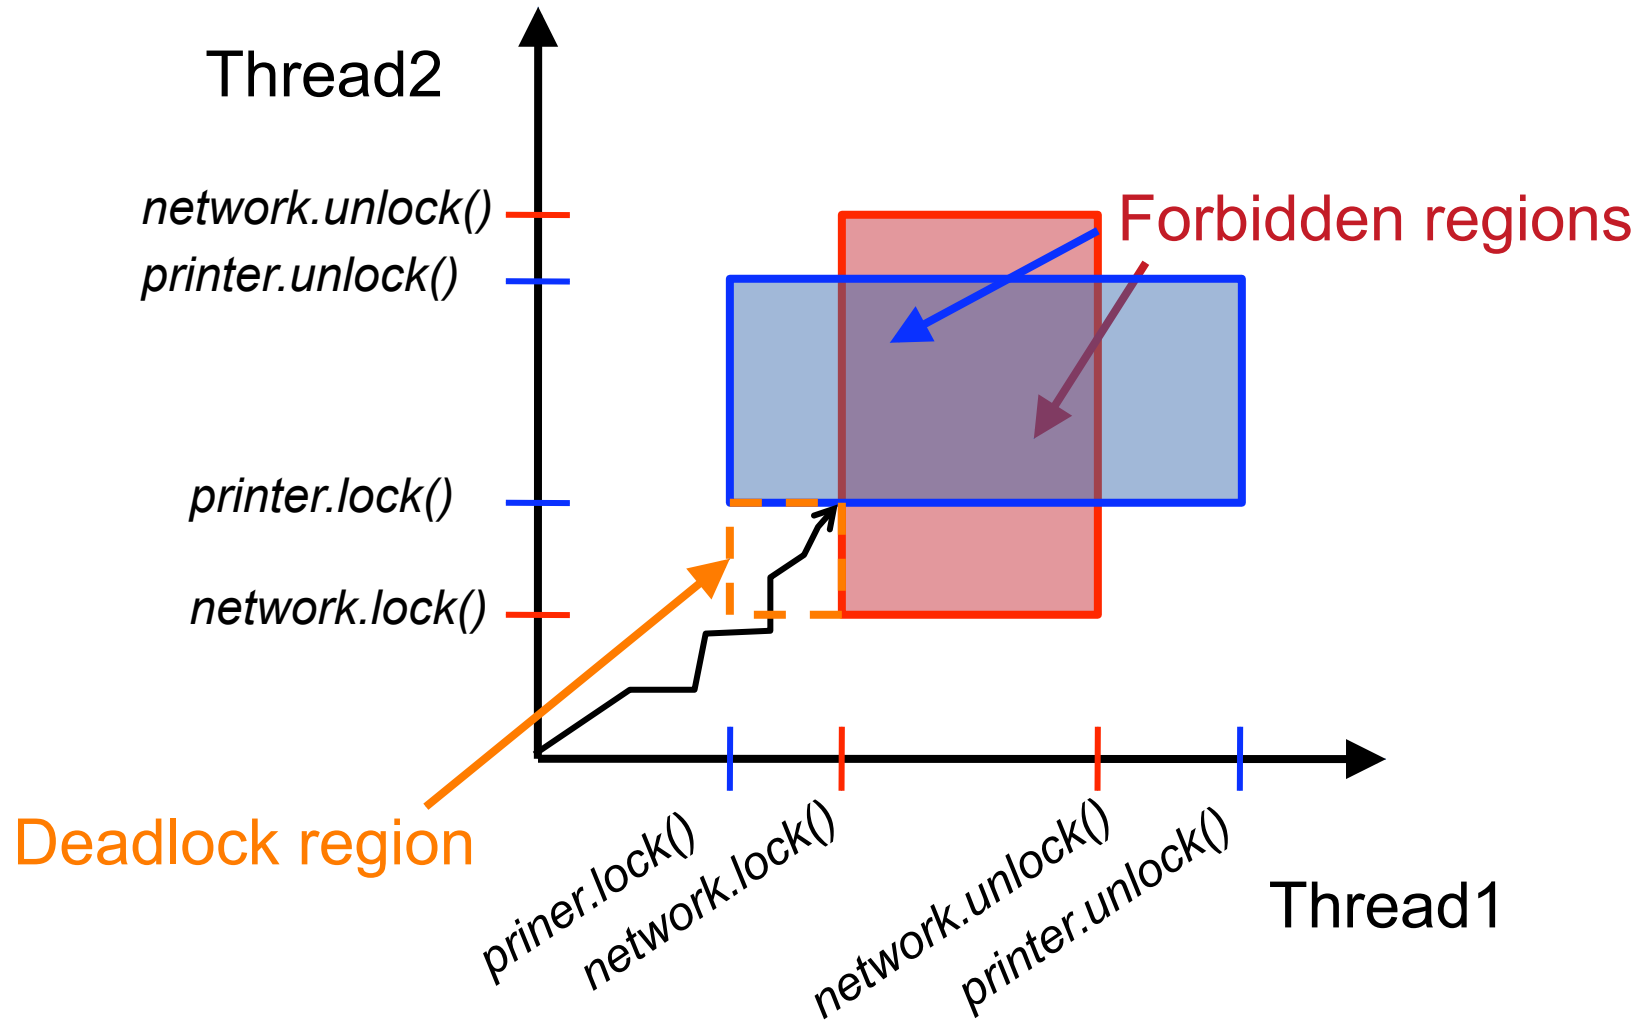 Thread2
network.unlock()
Forbidden regions
printer.unlock()
printer.lock()
network.lock()
Deadlock region
priner.lock()
network.lock()
network.unlock()
printer.unlock()
Thread1